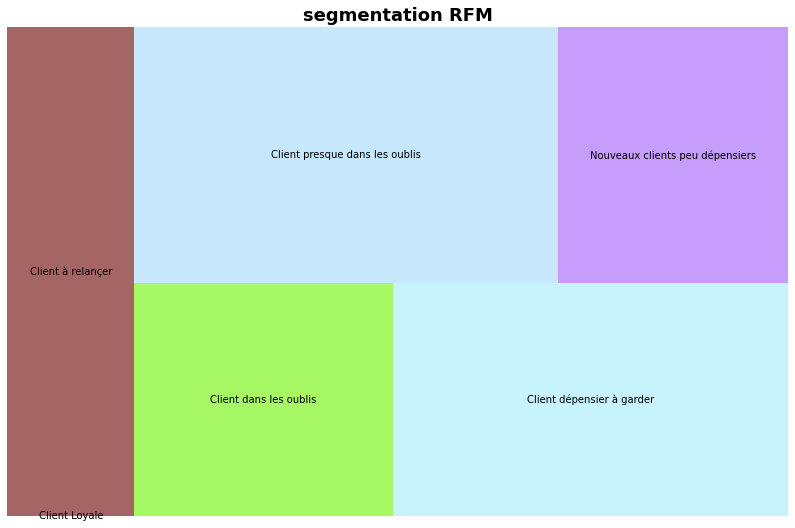 segmentation RFM
Client presque dans les oublis
Nouveaux clients peu dépensiers
Client à relançer
Client dans les oublis
Client dépensier à garder
Client Loyale